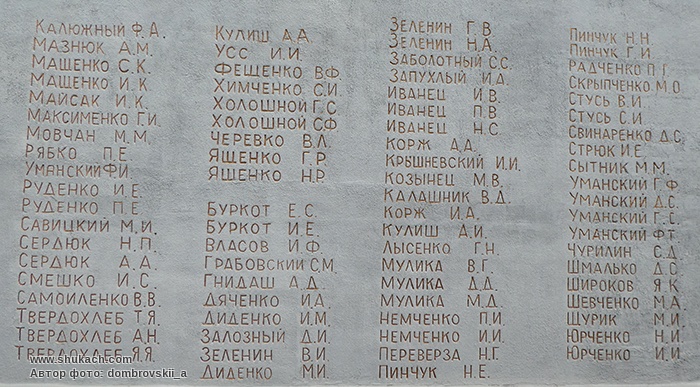 Калюжный Ф.А.
Мазнюк А.М.
Мащенко С.К.
Мащенко И.К.
Майсак И.К.
Максименко Г.И.
Мовчан М.М.
Рябко П.Е.
Уманский Ф.И.
Руденко И.Е.
Руденко П.Е.
Савицкий М.И.
Сердюк Н.П.
Сердюк А.А.
Смешко И.С.
Самоиленко В.В.
Твердохлеб Т.Я.
Твердохлеб А.Н.
Твердохлеб Я.Я.
Кулиш А.А.
Усс И.И.
Фещенко В.Ф.
Химченко С.И.
Холошной Г.С.
Холошной С.Ф.
Черевко В.Л.
Ященко Г.Р.
Ященко Н.Р.
Буркот Е.С.
Буркот И.Е.
Власов И.Ф.
Грабовский С.М.
Гнидаш А.Д.
Дяченко И.А.
Диденко И.М.
Залозный Д.И.
Зеленин В.И.
Диденко М.И.
Зеленин Г.В.
Зеленин Н.А.
Заболотный С.С.
Запухлый И.Д.
Иванец И.В.
Иванец П.В.
Иванец Н.С.
Корж Д.А.
Крышневский И.И.
Козынец М.В.
Калашник В.Д.
Корж И.А.
Кулиш А.И.
Лысенко Г.Н.
Мулика В.Г.
Мулика Д.Д.
Мулика М.Д.
Немченко П.И.
Немченко И.И.
Переверза Н.Г.
Пинчук Н.Е.
Пинчук Н.Н.
Пинчук Г.И.
Радченко П.Г.
Скрыпченко М.О.
Стусь В.И.
Стусь С.И.
Свинаренко Д.С.
Стрюк И.Е.
Сытник М.М.
Уманский Г.Ф.
Уманский Д.С.
Уманский Г.С.
Уманский Ф.Т.
Чурилин С.Д.
Шмалько Д.С.
Широков Я.К.
Шевченко М.А.
Щурик М.И.
Юрченко Н.И.
Юрченко И.И.
www.shukach.com
Автор фото: dombrovskii_a